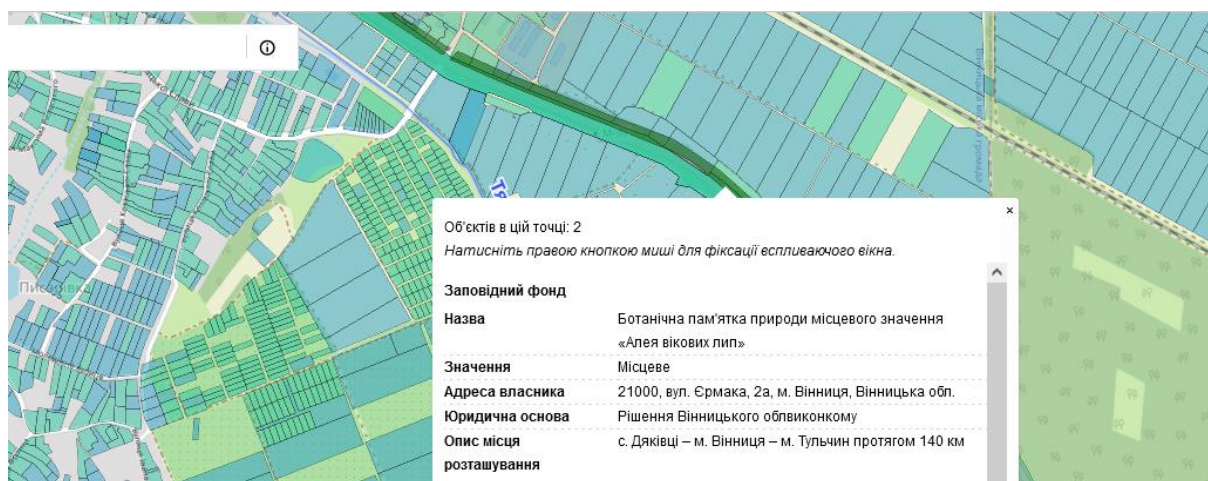 Тя
Писарівка
Об'єктів в цій точці: 2
×
Натисніть правою кнопкою миші для фіксації вспливаючого вікна.
Заповідний фонд
Назва Ботанічна пам'ятка природи місцевого значення
«Алея вікових лип»
Значення Місцеве
Адреса власника 21000, вул. Єрмака, 2а, м. Вінниця, Вінницька обл.
Юридична основа Рішення Вінницького облвиконкому
Опис місця с. Дяківці – м. Вінниця – м. Тульчин протягом 140 км
розташування